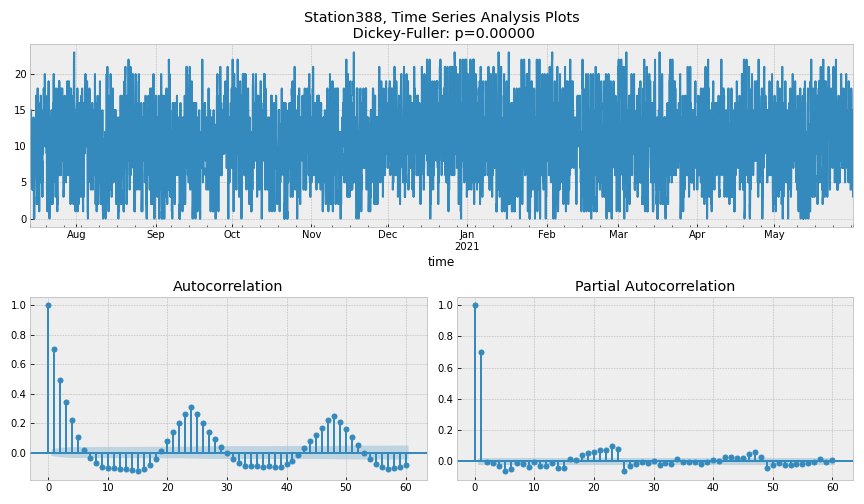 Station388, Time Series Analysis Plots
Dickey-Fuller: p=0.00000
20
15
10
5
0
Aug Sep Oct Nov Dec Jan Feb Mar Apr May
2021
time
Autocorrelation
1.0
0.8
0.6
0.4
0.2
0.0
0 10 20 30 40 50 60
Partial Autocorrelation
1.0
0.8
0.6
0.4
0.2
0.0
0 10 20 30 40 50 60